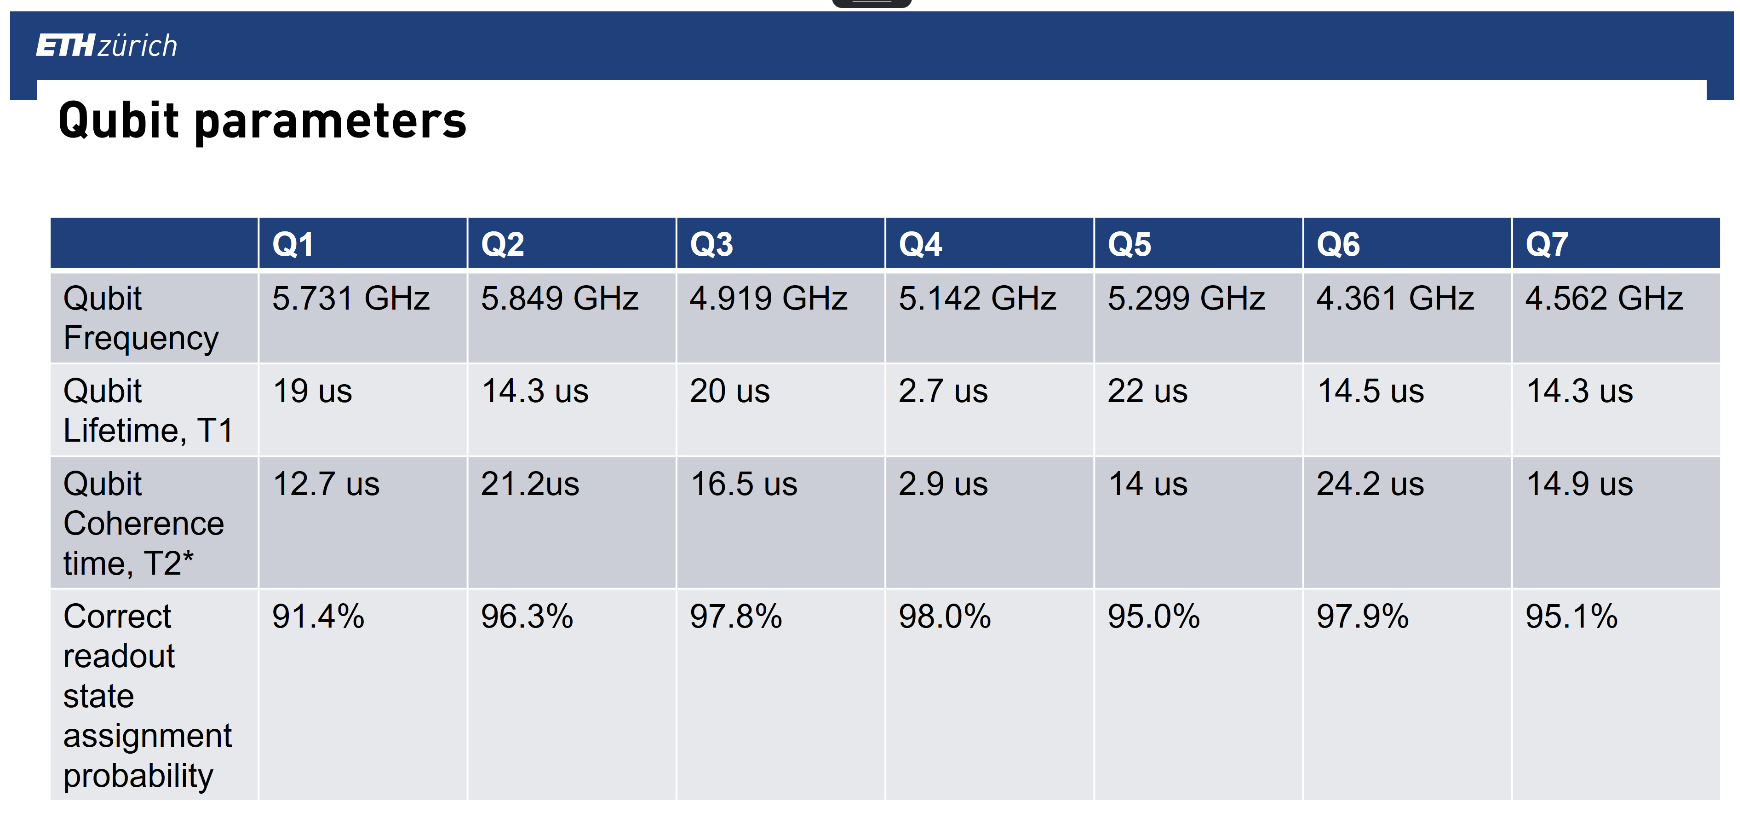 ETH zürich
Qubit parameters
Q1 Q2 Q3 Q4 Q5 Q6 Q7
Qubit Frequency 5.731 GHz 5.849 GHz 4.919 GHz 5.142 GHz 5.299 GHz 4.361 GHz 4.562 GHz
Qubit Lifetime, T1 19 us 14.3 us 20 us 2.7 us 22 us 14.5 us 14.3 us
Qubit Coherence time, T2* 12.7 us 21.2us 16.5 us 2.9 us 14 us 24.2 us 14.9 us
Correct readout state assignment probability 91.4% 96.3% 97.8% 98.0% 95.0% 97.9% 95.1%